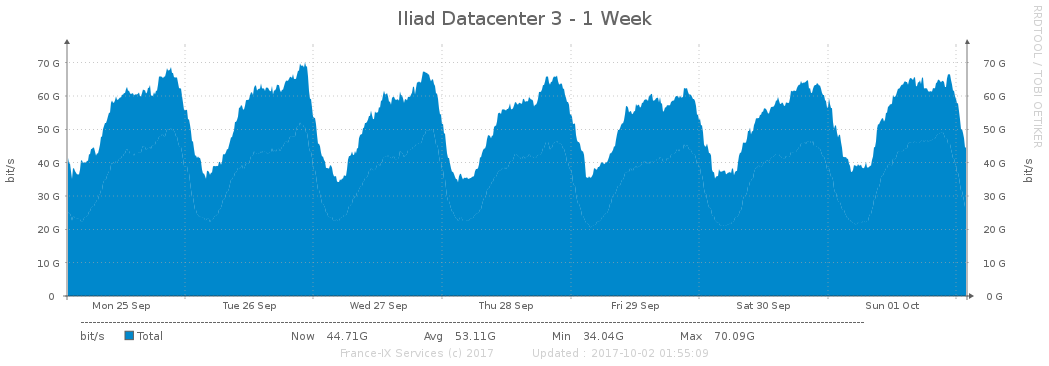 Iliad Datacenter 3 - 1 Week
RRDTOOL / TOBI OETIKER
bit/s
70 G 70 G
60 G 60 G
50 G 50 G
40 G 40 G
30 G 30 G
20 G 20 G
10 G 10 G
0 0 G
bit/s
Mon 25 Sep Tue 26 Sep Wed 27 Sep Thu 28 Sep Fri 29 Sep Sat 30 Sep Sun 01 Oct
bit/s Total Now 44.71G Avg 53.11G Min 34.04G Max 70.09G
France-IX Services (c) 2017 Updated : 2017-10-02 01:55:09